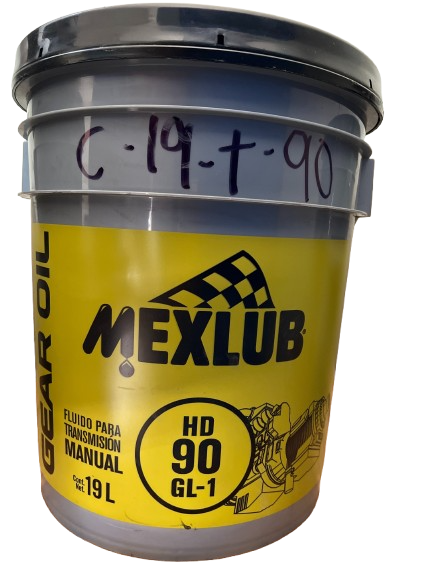 C-19-t-90
GEAR OIL
MEXLUB
FLUIDO PARA
TRANSMISIÓN
MANUAL
Cont.
Net. 19 L
HD
90
GL-1